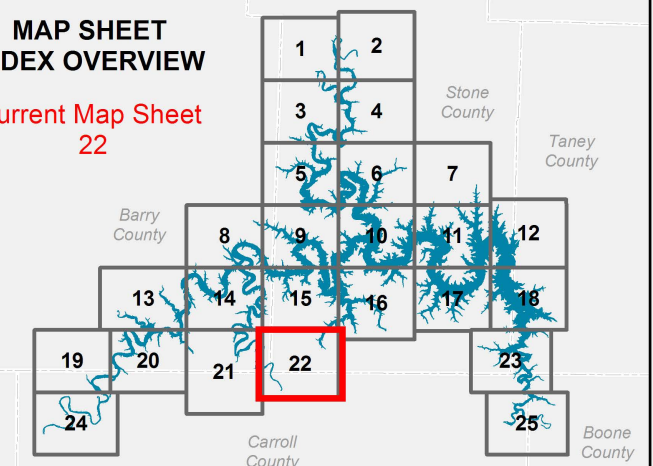 MAP SHEET
DEX OVERVIEW
urrent Map Sheet
22
1
2
3
4
Stone
County
Taney
County
5
6
7
Barry
County
8
9
10
11
12
13
14
15
16
17
18
19
20
21
22
23
24
25
Carroll
County
Boone
County